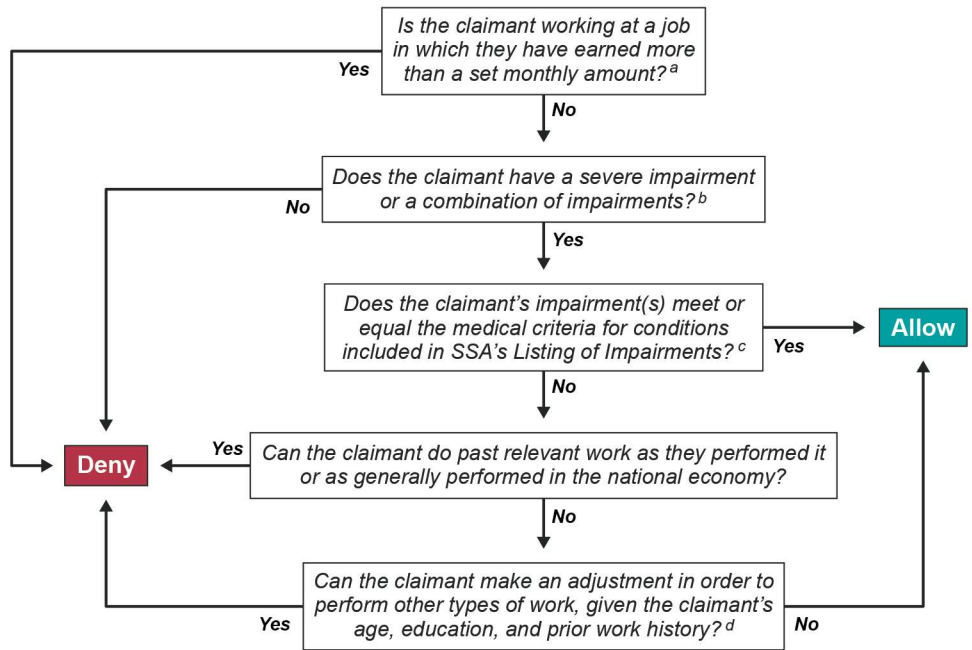 Is the claimant working at a job
in which they have earned more
than a set monthly amount? a
Yes
No
Does the claimant have a severe impairment
or a combination of impairments? b
No
Yes
Does the claimant’s impairment(s) meet or
equal the medical criteria for conditions
included in SSA’s Listing of Impairments? c
Yes
Allow
No
Can the claimant do past relevant work as they performed it
or as generally performed in the national economy?
Yes
Deny
No
Can the claimant make an adjustment in order to
perform other types of work, given the claimant’s
age, education, and prior work history? d
Yes
No